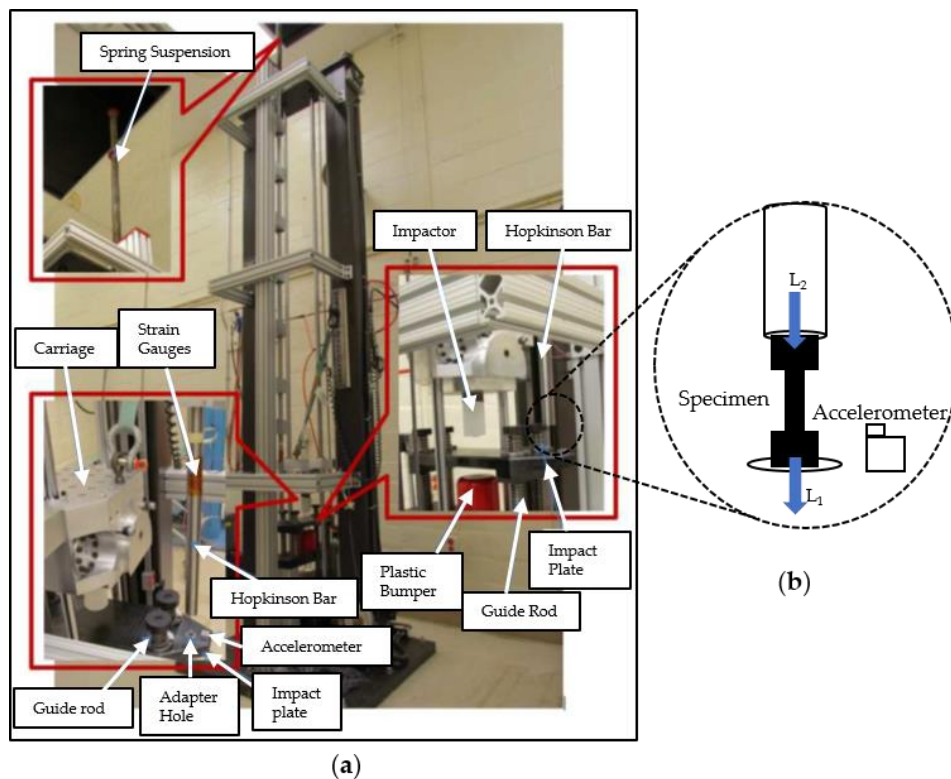 Spring Suspension
Impactor
Hopkinson Bar
Carriage
Strain
Gauges
L2
Specimen
Accelerometer
L1
Plastic
Bumper
Impact
Plate
Guide Rod
Hopkinson Bar
Accelerometer
Guide rod
Adapter
Hole
Impact
plate
(a)
(b)